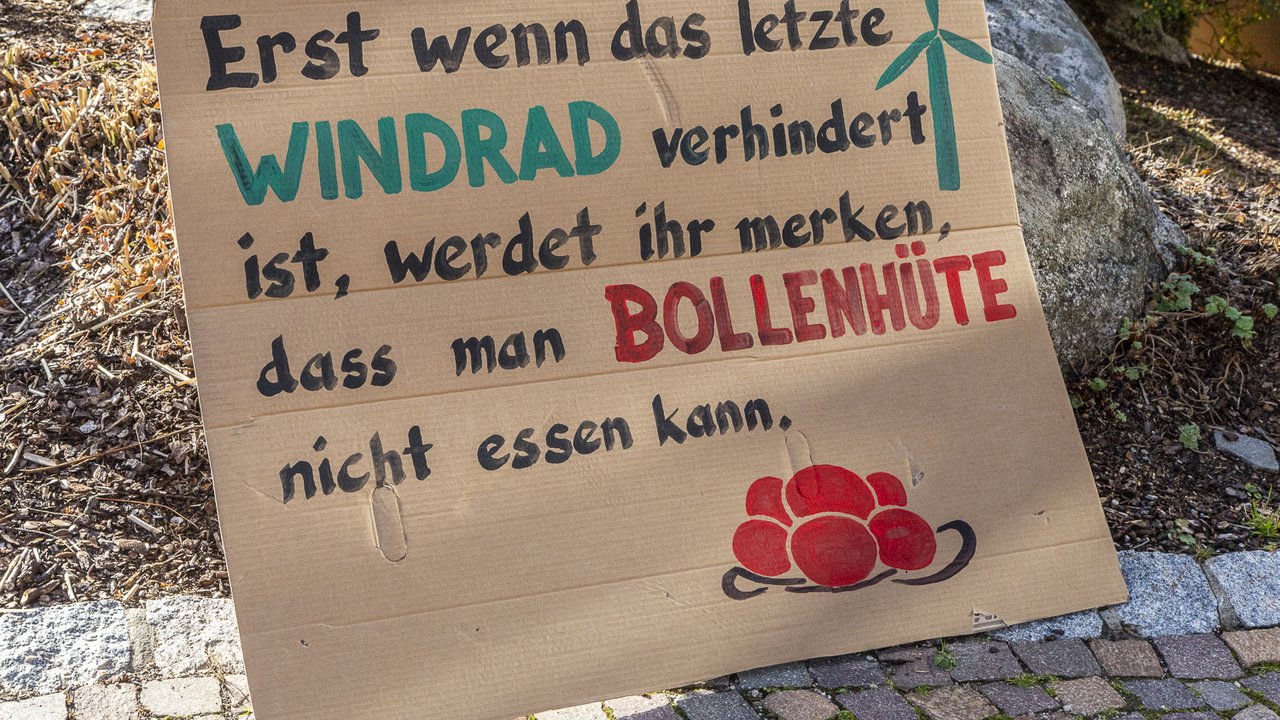 Erst wenn das letzte
WINDRAD verhindert
ist, werdet ihr merken,
dass man BOLLENHÜTE
nicht essen kann.